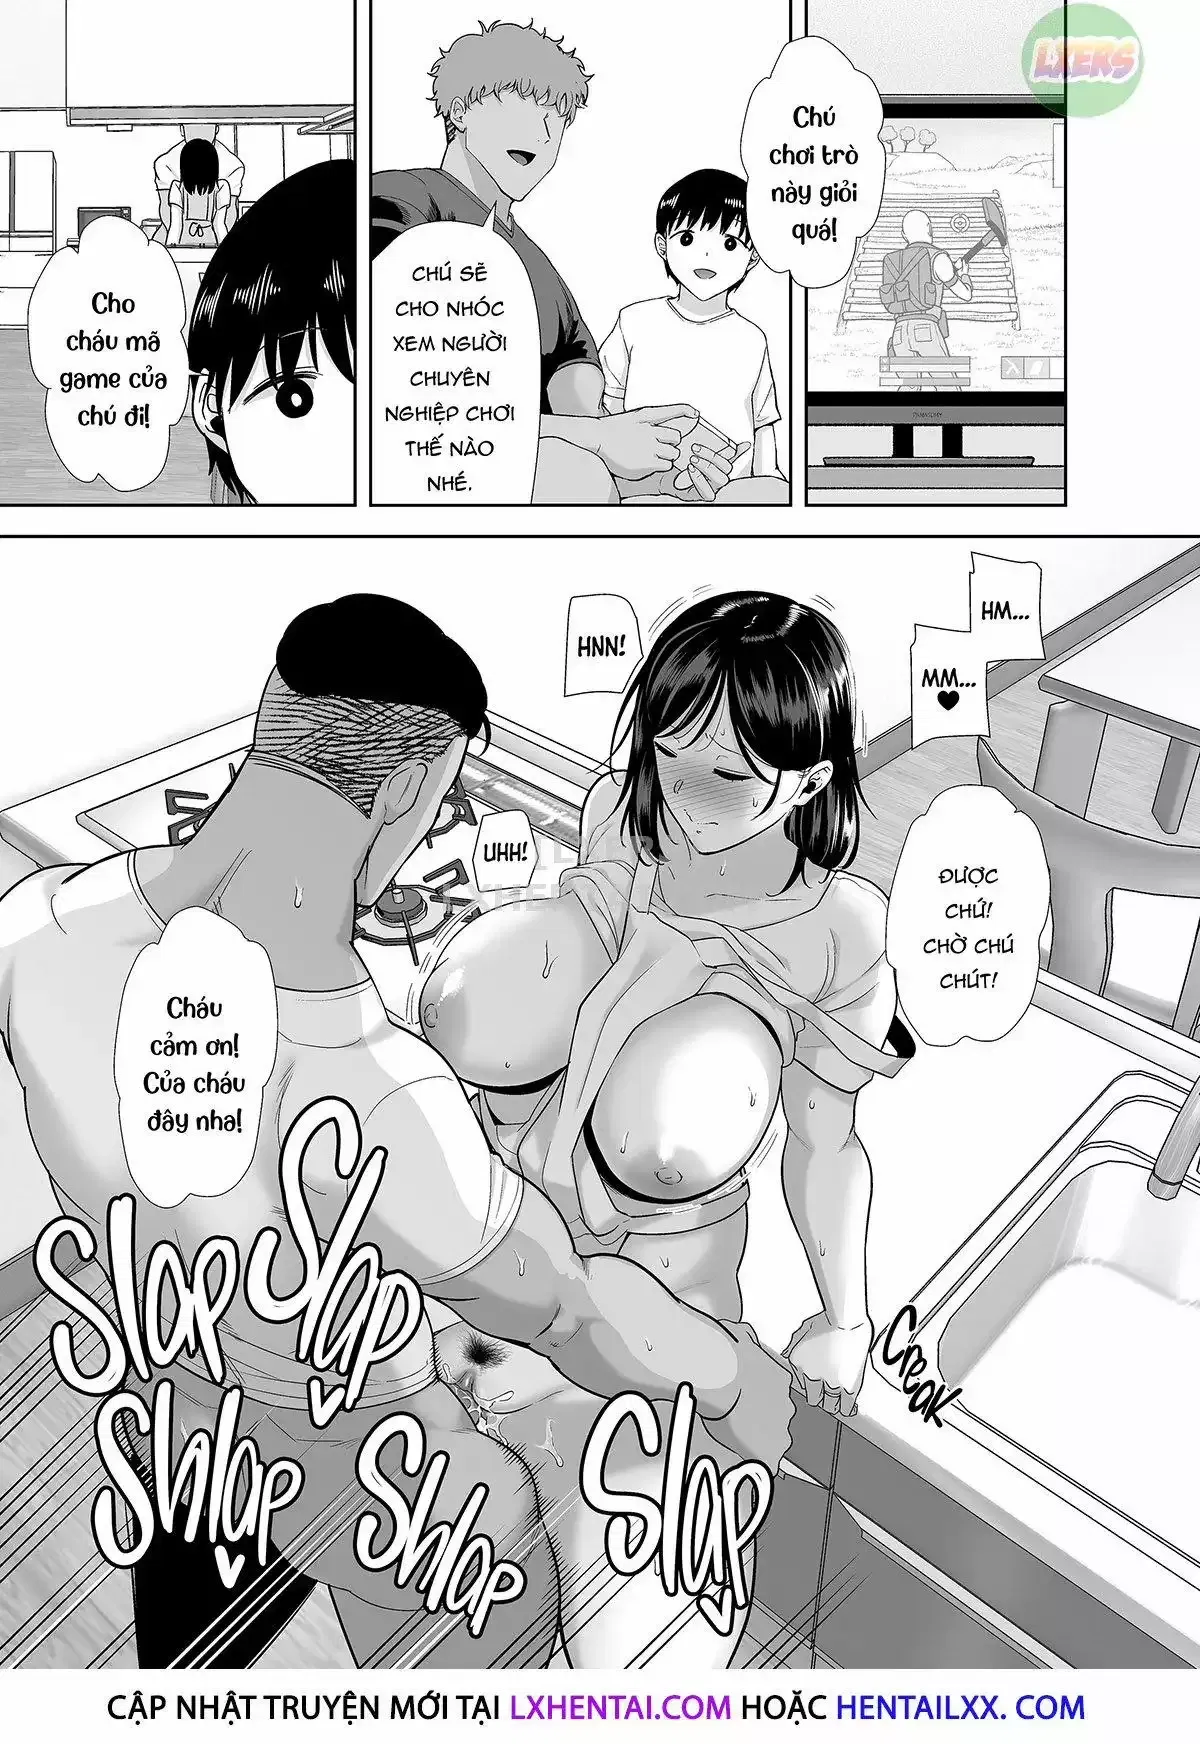 LXERS
Chú
chơi trò
này giỏi
quá!
CHÚ SẼ
CHO NHÓC
XEM NGƯỜI
CHUYÊN
NGHIỆP CHƠI
THẾ NÀO
NHÉ.
Cho
cháu mã
game của
chú đi!
HM...
MM...
HNN!
UHH!
ĐƯỢC
CHỨ!
CHỜ CHÚ
CHÚT!
Cháu
cảm ơn!
Của cháu
đây nha!
Slap
Slap
Shlap
Shlap
Slap
Creak
CẬP NHẬT TRUYỆN MỚI TẠI LXHENTAI.COM HOẶC HENTAILXX. COM